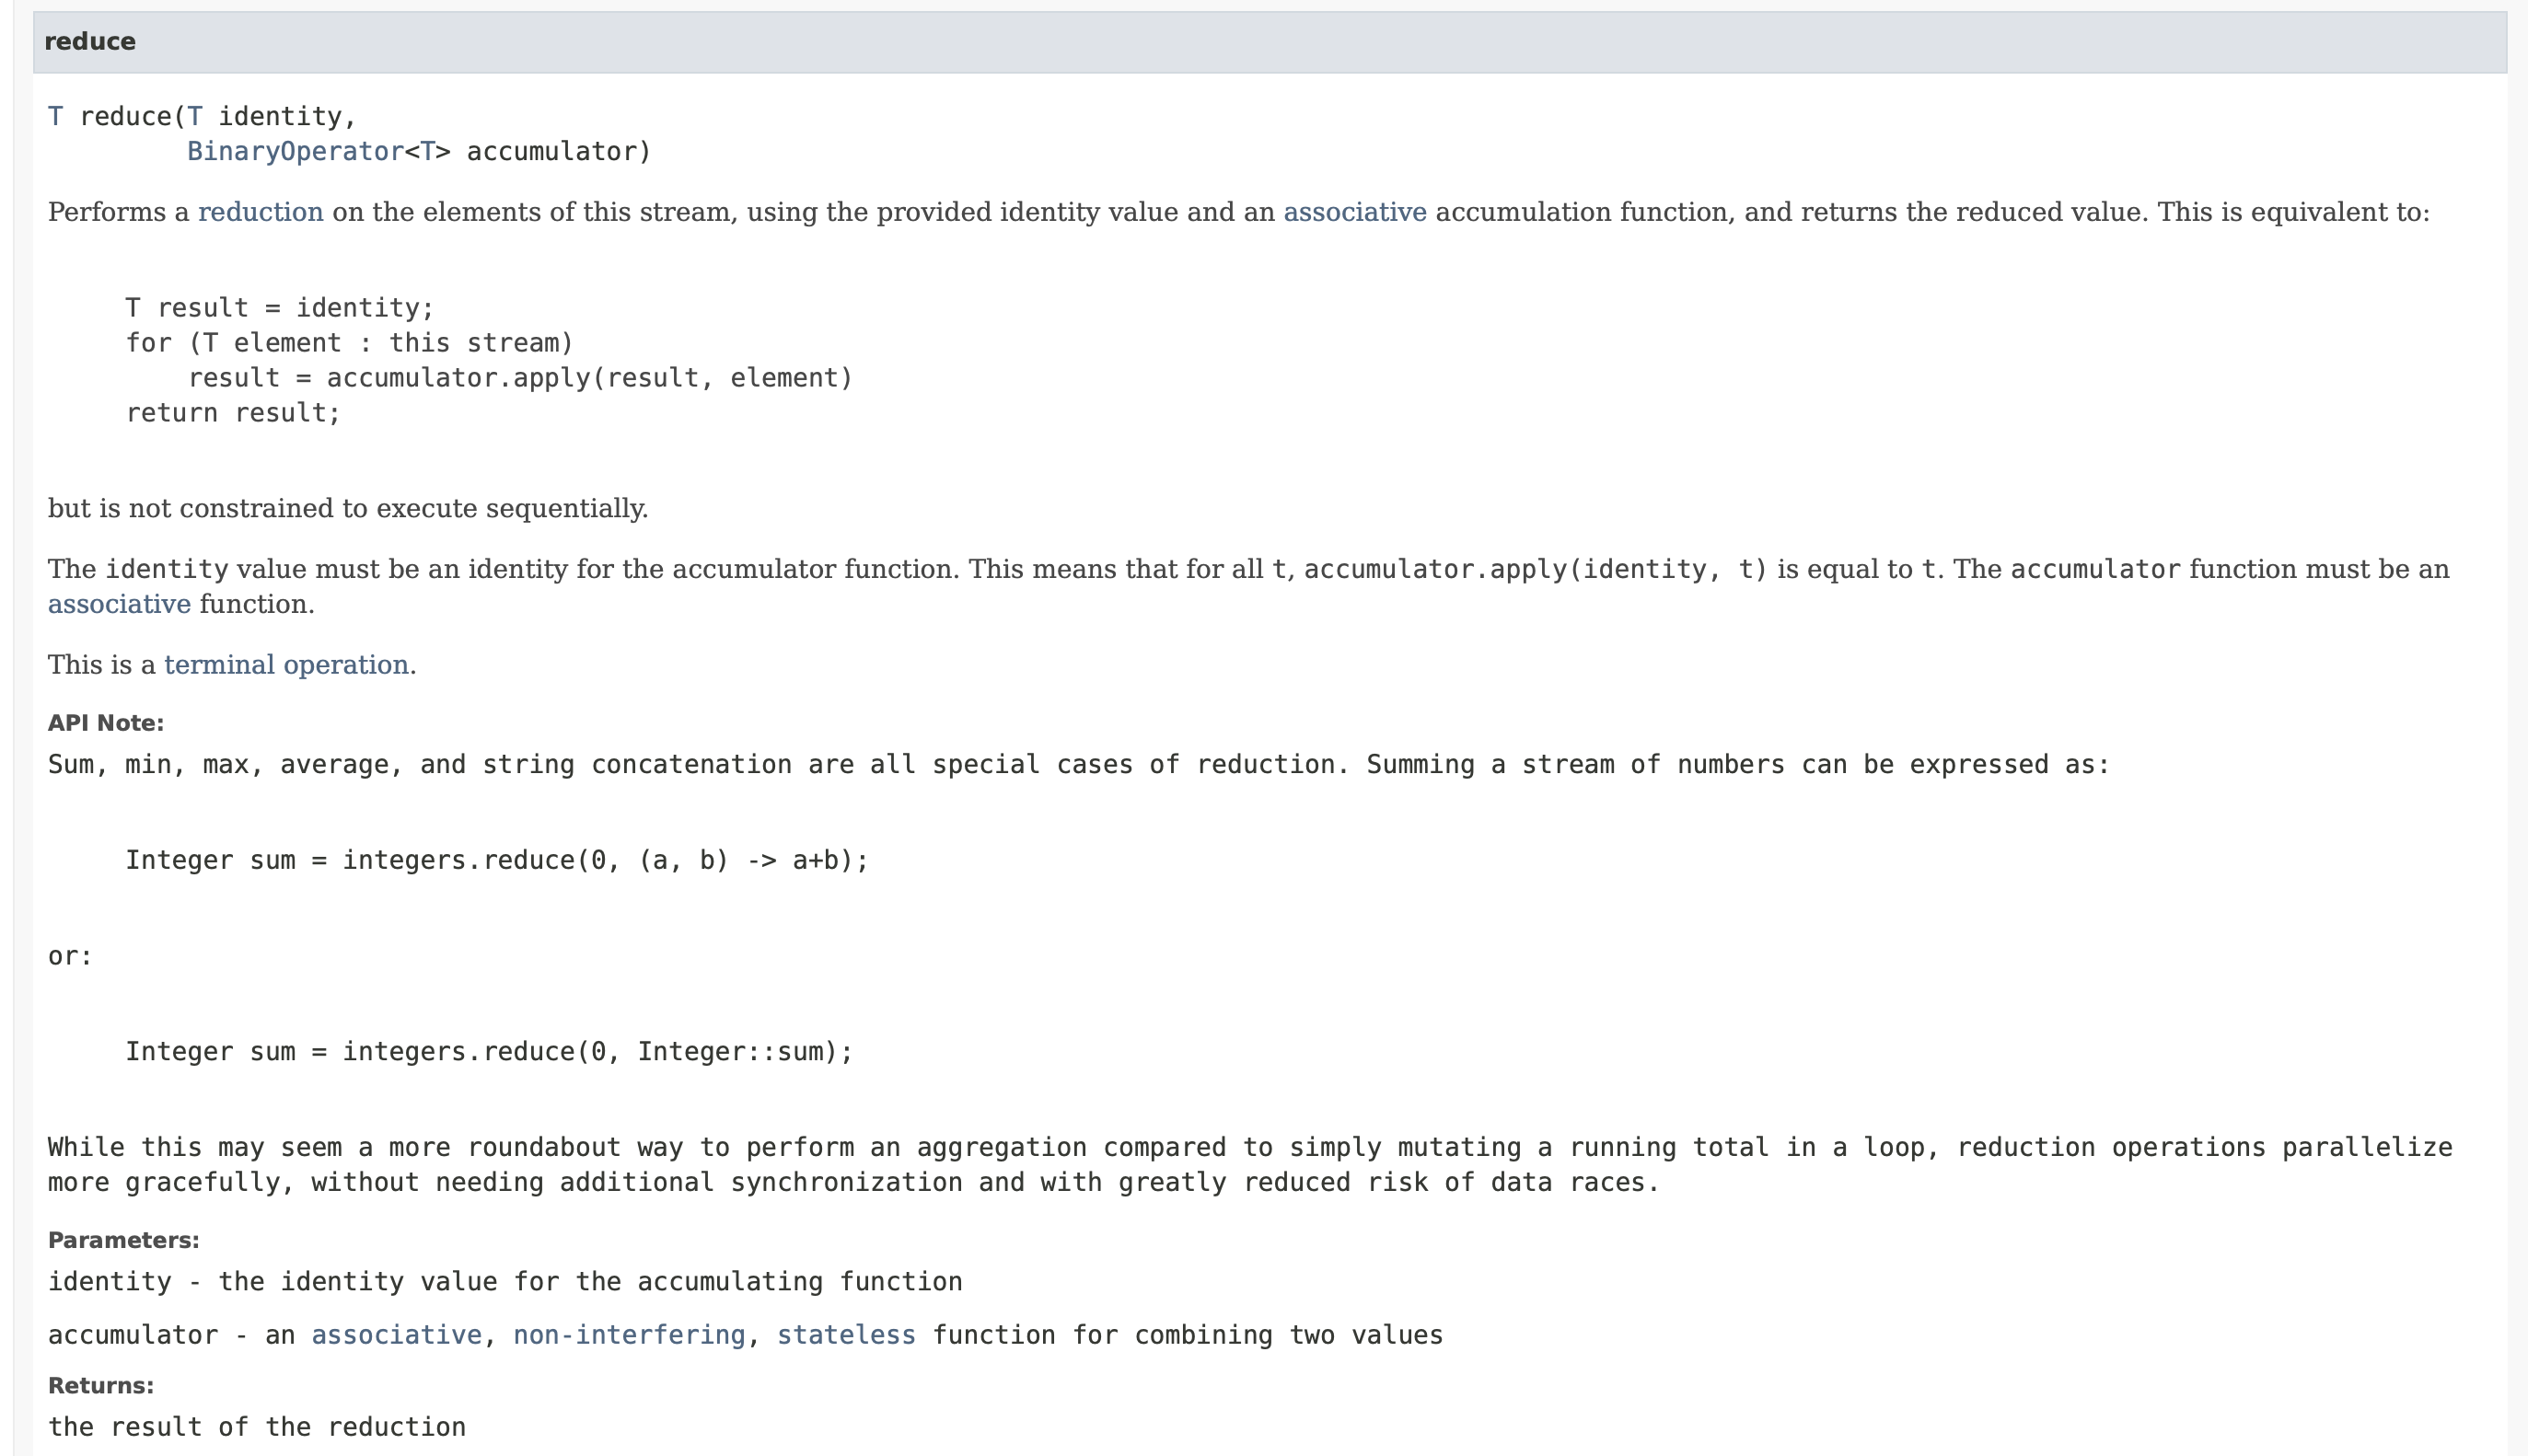 reduce
T reduce(T identity,
         BinaryOperator<T> accumulator)
Performs a reduction on the elements of this stream, using the provided identity value and an associative accumulation function, and returns the reduced value. This is equivalent to:
     T result = identity;
     for (T element : this stream)
         result = accumulator.apply(result, element)
     return result;
but is not constrained to execute sequentially.
The identity value must be an identity for the accumulator function. This means that for all t, accumulator.apply(identity, t) is equal to t. The accumulator function must be an
associative function.
This is a terminal operation.
API Note:
Sum, min, max, average, and string concatenation are all special cases of reduction. Summing a stream of numbers can be expressed as:
     Integer sum = integers.reduce(0, (a, b) -> a+b);
or:
     Integer sum = integers.reduce(0, Integer::sum);
While this may seem a more roundabout way to perform an aggregation compared to simply mutating a running total in a loop, reduction operations parallelize
more gracefully, without needing additional synchronization and with greatly reduced risk of data races.
Parameters:
identity - the identity value for the accumulating function
accumulator - an associative, non-interfering, stateless function for combining two values
Returns:
the result of the reduction